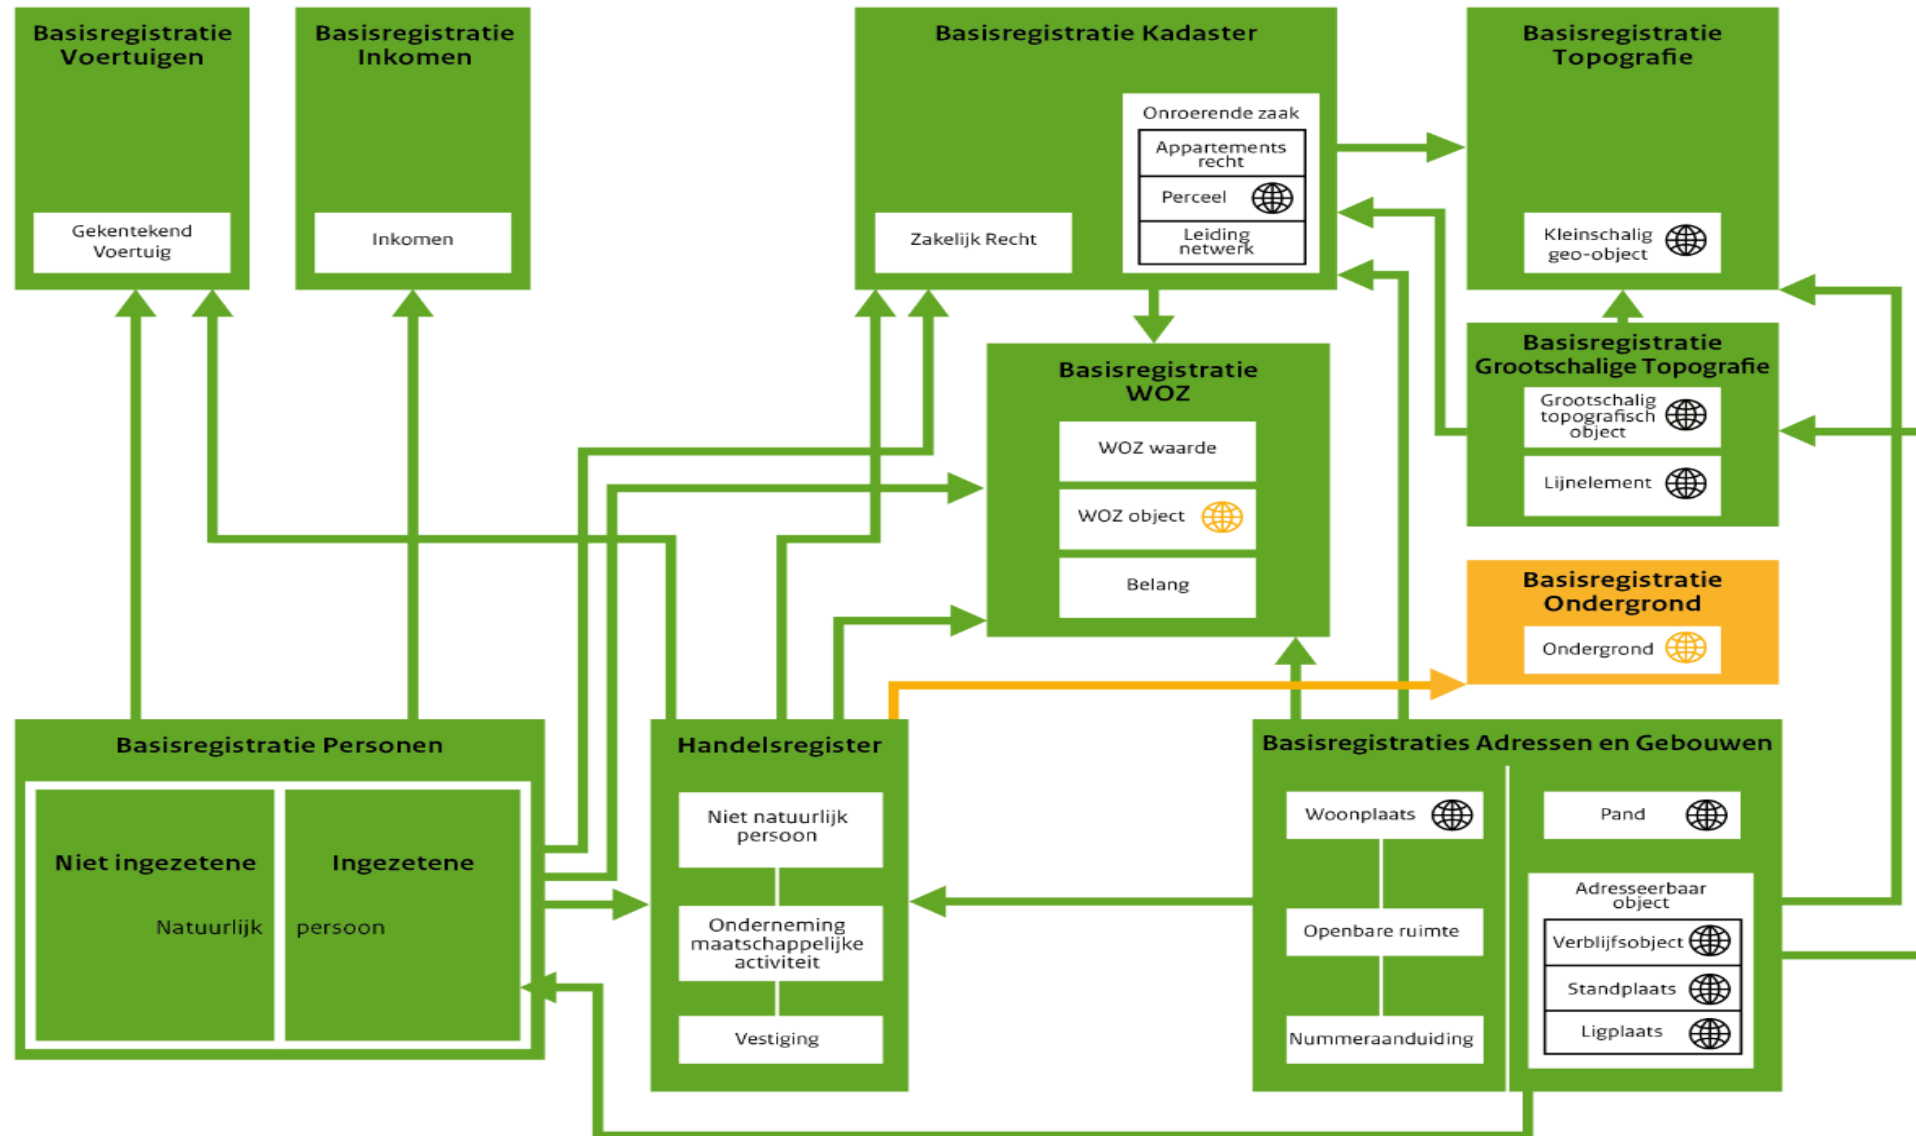 Basisregistratie
Voertuigen
Gekentekend
Voertuig
Basisregistratie
Inkomen
Inkomen
Basisregistratie Kadaster
Onroerende zaak
Appartements
recht
Perceel
Leiding
netwerk
Zakelijk Recht
Basisregistratie
Topografie
Kleinschalig
geo-object
Basisregistratie
Grootschalige Topografie
Grootschalig
topografisch
object
Lijnelement
Basisregistratie
WOZ
WOZ waarde
WOZ object
Belang
Basisregistratie
Ondergrond
Ondergrond
Basisregistratie Personen
Niet ingezetene
Ingezetene
Natuurlijk persoon
Handelsregister
Niet natuurlijk
persoon
Onderneming
maatschappelijke
activiteit
Vestiging
Basisregistraties Adressen en Gebouwen
Woonplaats
Openbare ruimte
Nummeraanduiding
Pand
Adresseerbaar
object
Verblijfsobject
Standplaats
Ligplaats